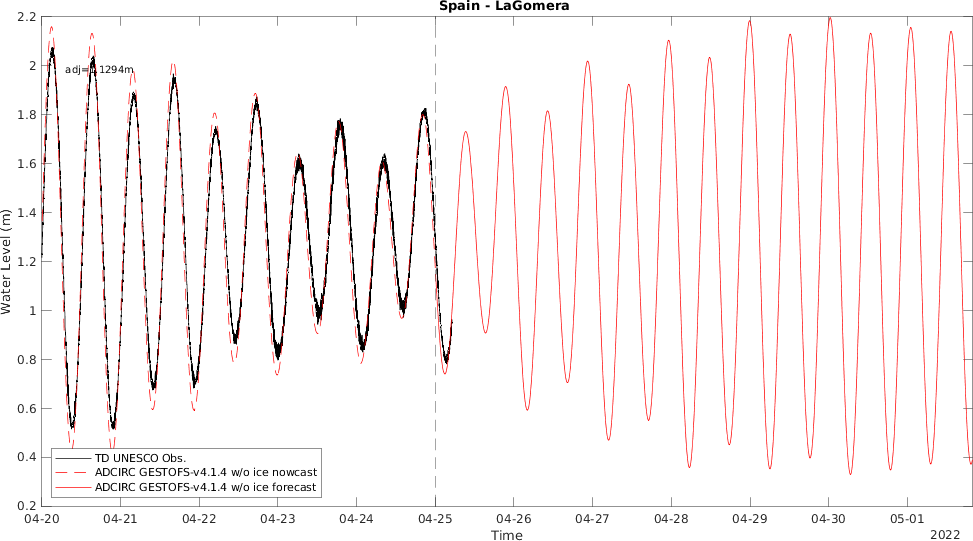 Spain - LaGomera
2.2
2
1.8
1.6
1.4
1.2
1
0.8
0.6
0.4
0.2
Water Level (m)
adj=1.1294m
TD UNESCO Obs.
ADCIRC GESTOFS-v4.1.4 w/o ice nowcast
ADCIRC GESTOFS-v4.1.4 w/o ice forecast
04-20 04-21 04-22 04-23 04-24 04-25 04-26 04-27 04-28 04-29 04-30 05-01
Time
2022